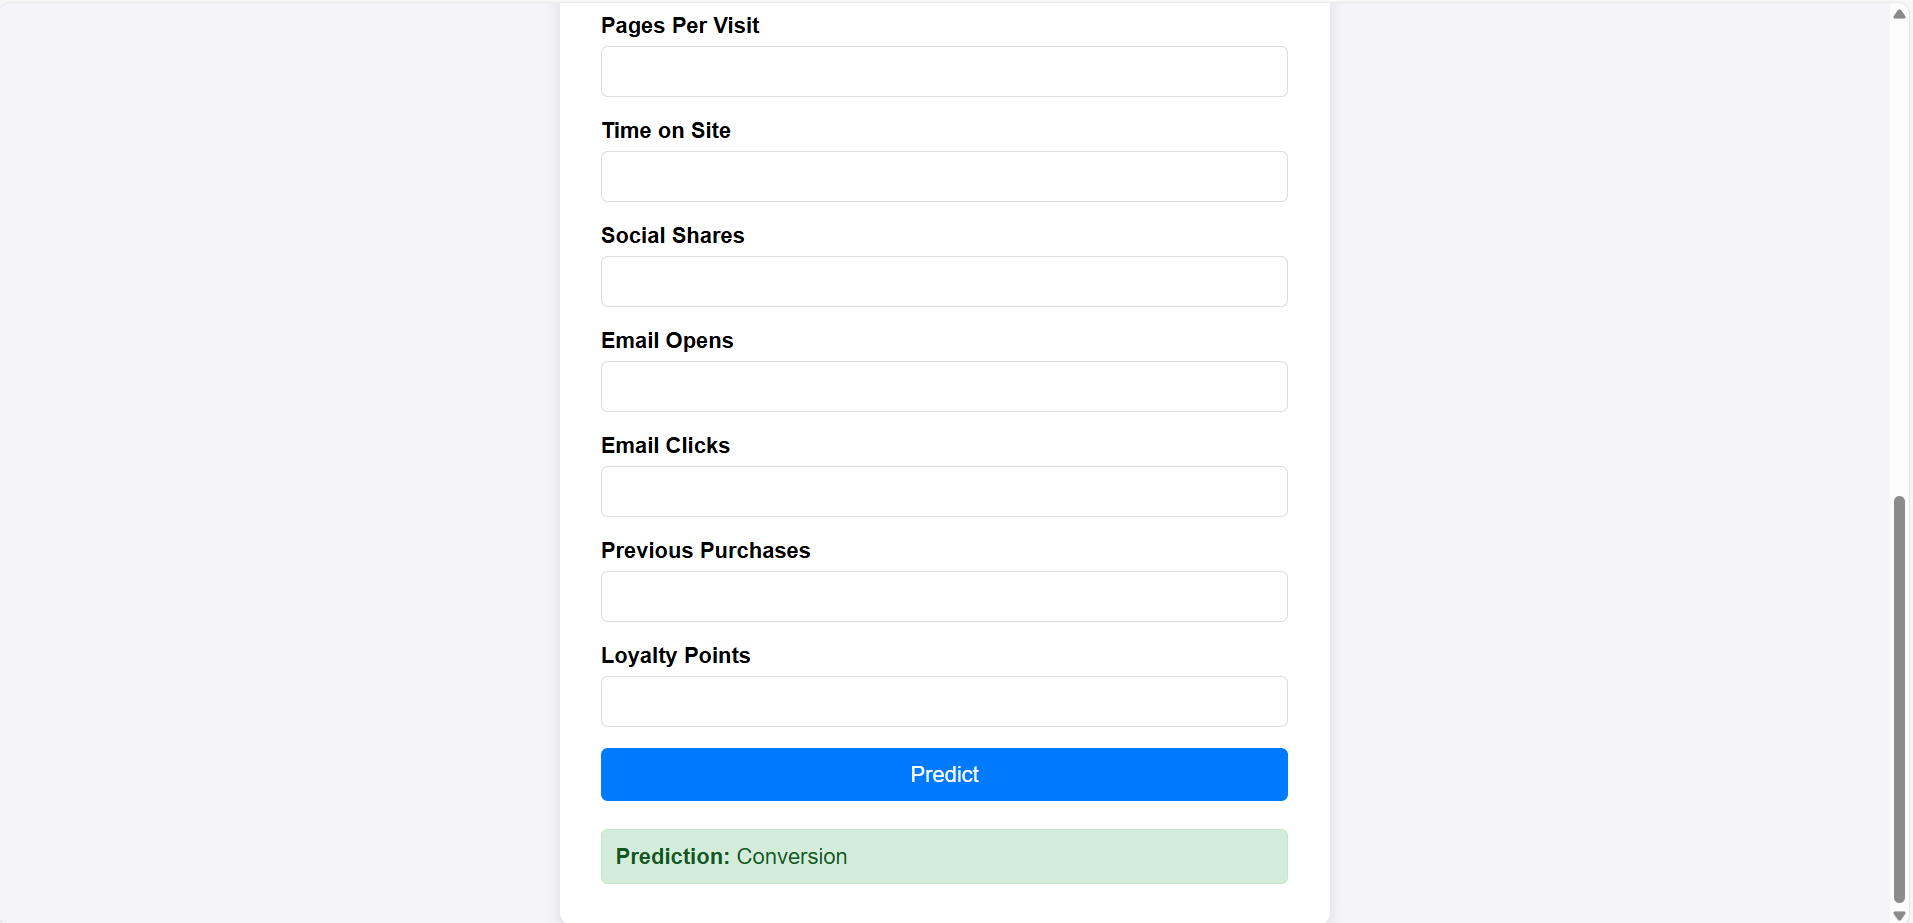 Pages Per Visit
Time on Site
Social Shares
Email Opens
Email Clicks
Previous Purchases
Loyalty Points
Predict
Prediction: Conversion